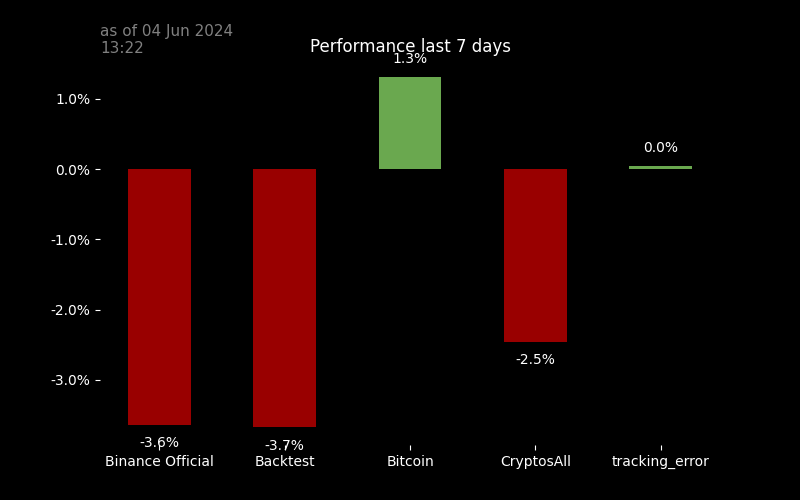 as of 04 Jun 2024
13:22
Performance last 7 days
1.3%
1.0%
0.0%
0.0%
-1.0%
-2.0%
-2.5%
-3.0%
-3.6%
-3.7%
Binance Official
Backtest
Bitcoin
CryptosAll
tracking_error